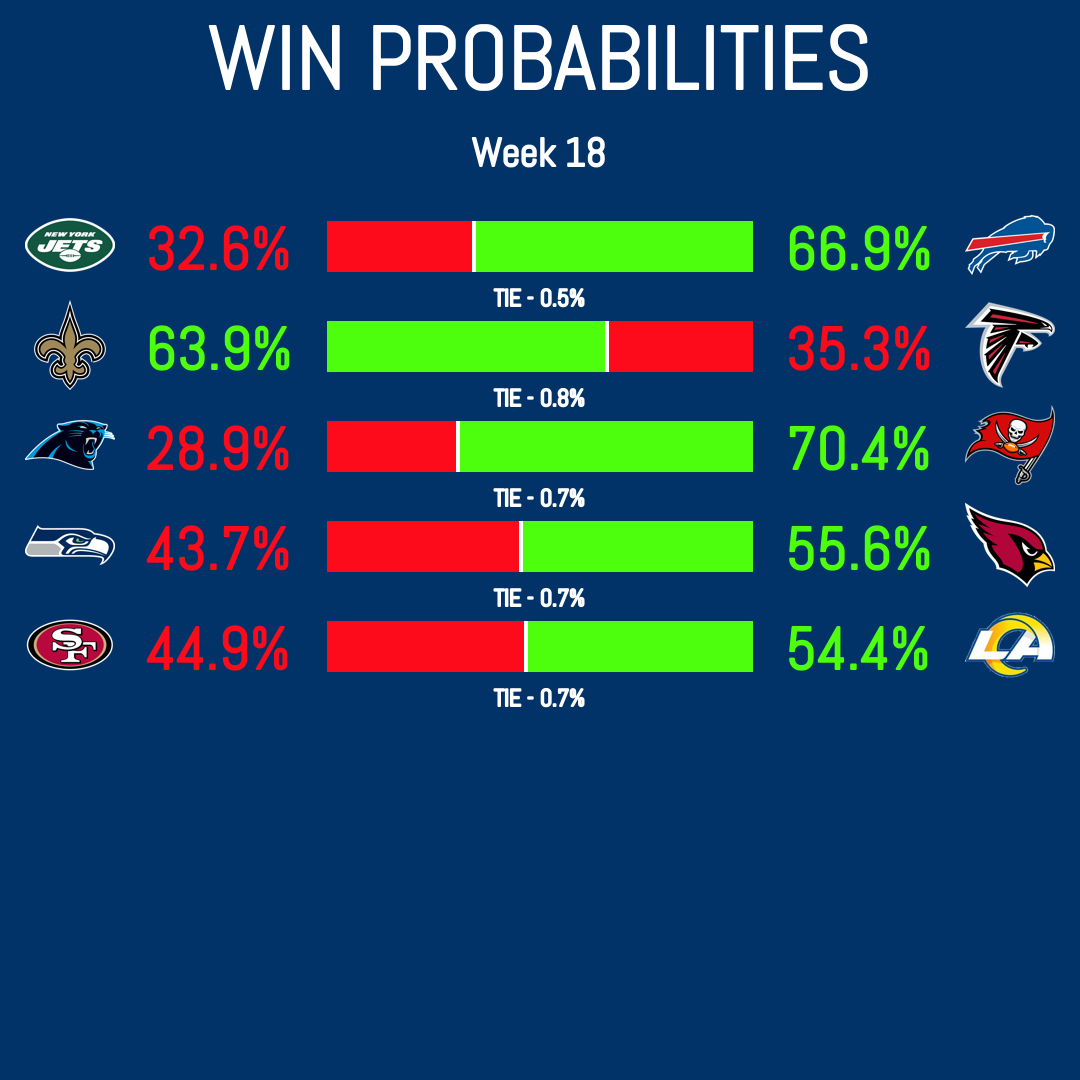 WIN PROBABILITIES
Week 18
NEW YORK JETS 32.6% 66.9%
TIE - 0.5%
63.9% 35.3%
TIE - 0.8%
28.9% 70.4%
TIE - 0.7%
43.7% 55.6%
TIE - 0.7%
SF 44.9% 54.4% LA
TIE - 0.7%